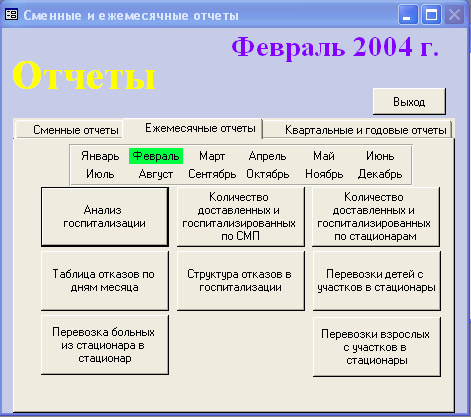 Сменные и ежемесячные отчеты
Февраль 2004 г.
Отчеты
Выход
Сменные отчеты Ежемесячные отчеты Квартальные и годовые отчеты
Январь Февраль Март Апрель Май Июнь
Июль Август Сентябрь Октябрь Ноябрь Декабрь
Анализ
госпитализации
Количество
доставленных и
госпитализированных
по СМП
Количество
доставленных и
госпитализированных
по стационарам
Таблица отказов по
дням месяца
Структура отказов в
госпитализации
Перевозки детей с
участков в стационары
Перевозка больных
из стационара в
стационар
Перевозки взрослых
с участков в
стационары